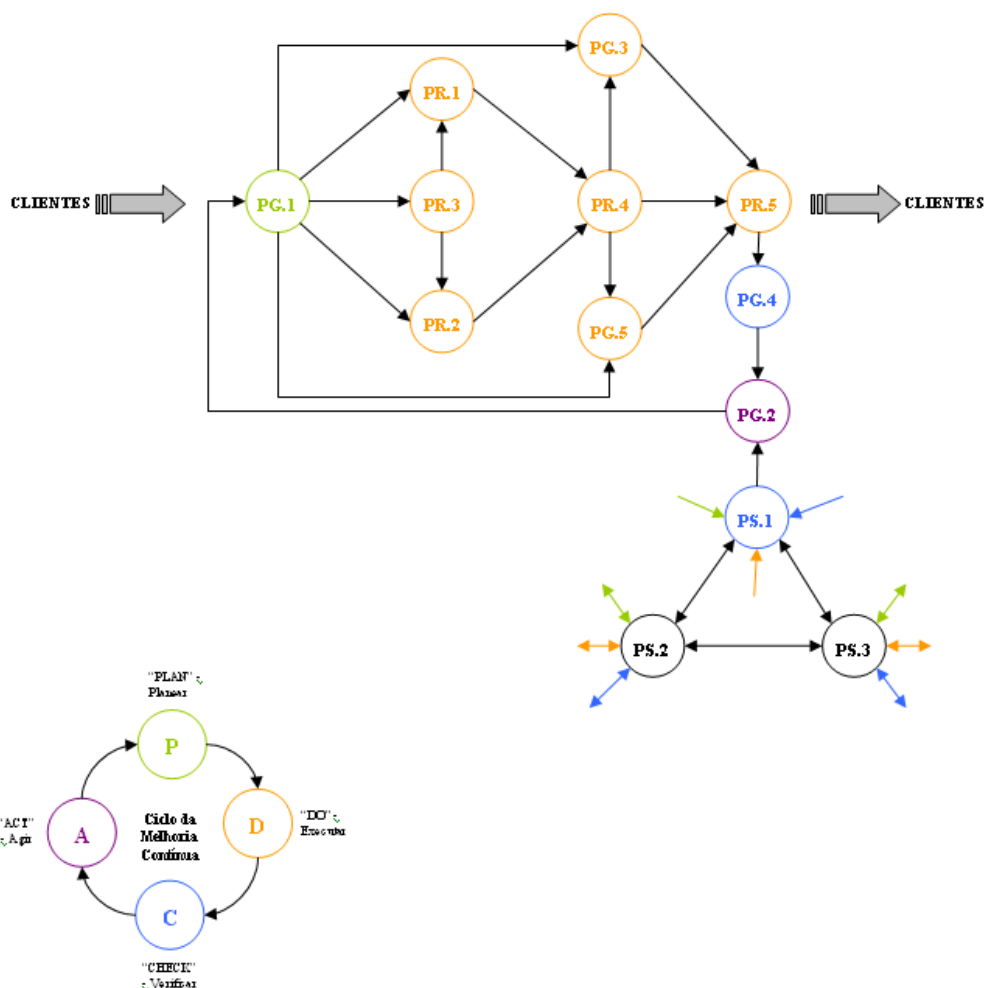 PG.3
PR.1
CLIENTES
PG.1
PR.3
PR.4
PR.5
CLIENTES
PG.4
PR.2
PG.5
PG.2
PS.1
PS.2
PS.3
"PLAN"
Planear
P
"ACT"
Agir
A
Ciclo da
Melhoria
Contínua
D
"DO"
Executar
C
"CHECK"
Verificar